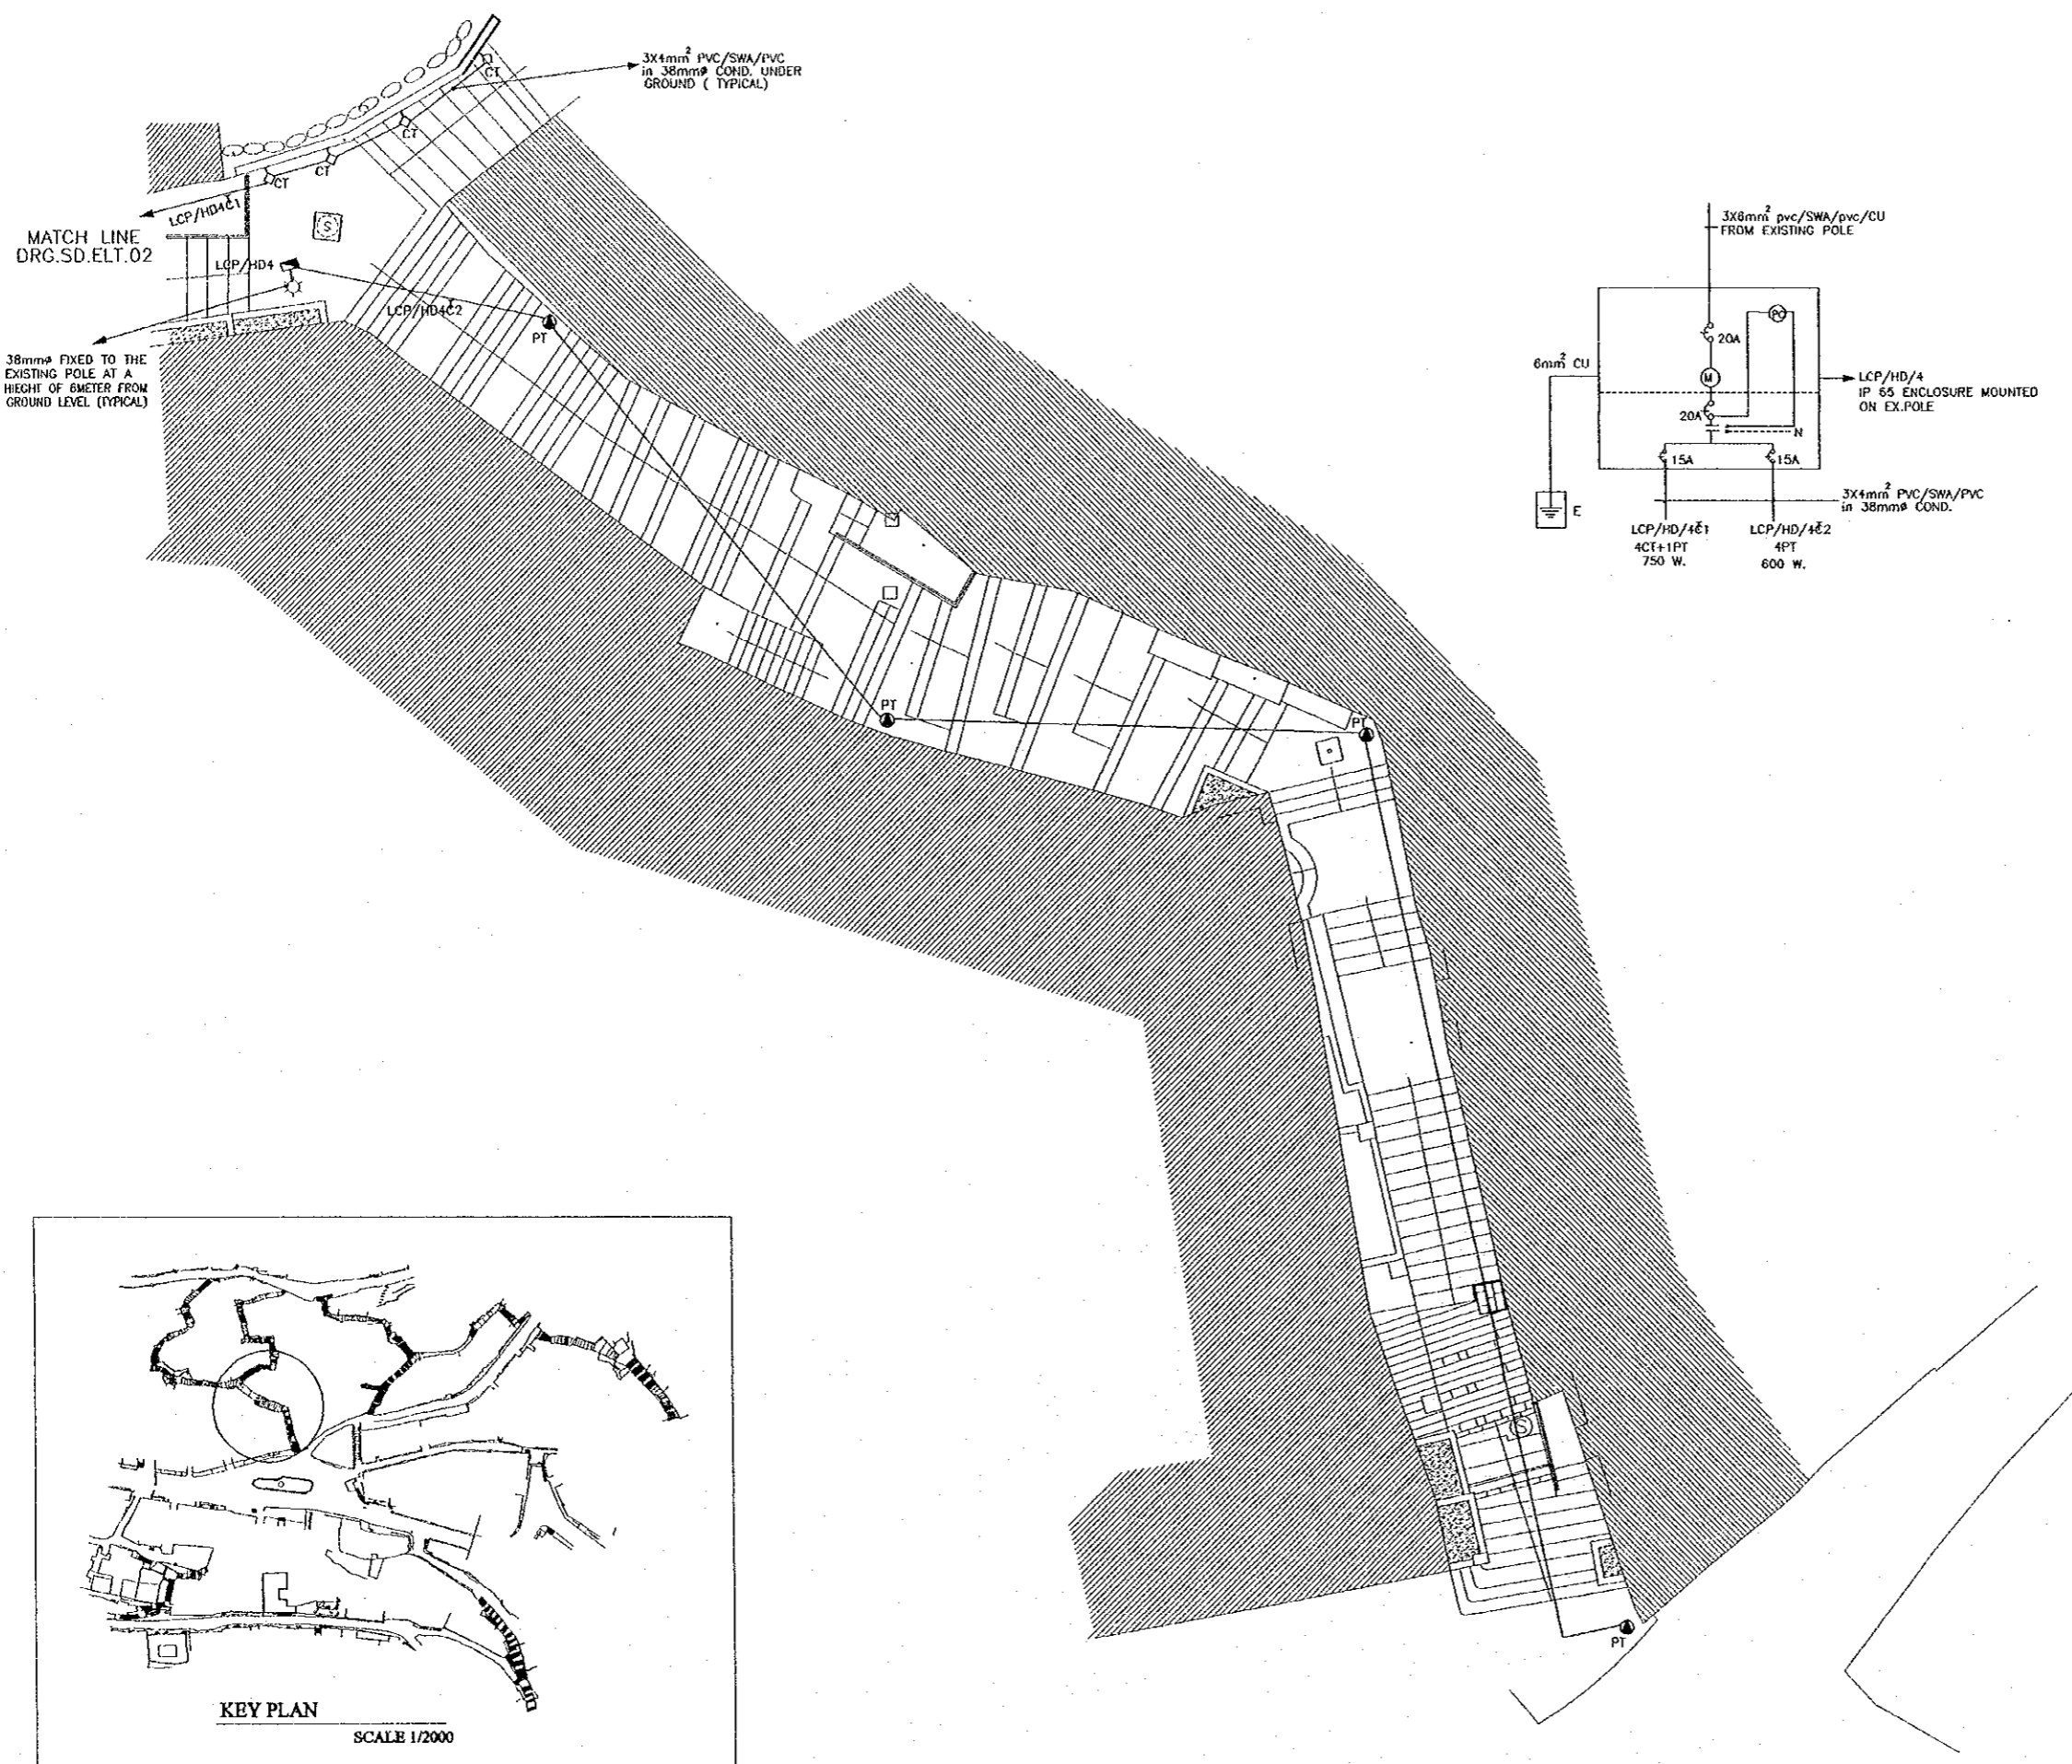 3X4mm² PVC/SWA/PVC
in 38mmø COND. UNDER
GROUND ( TYPICAL)
CT
CT
CT
CT
LCP/HD4C1
MATCH LINE
DRG.SD.ELT.02
S
LCP/HD4
LCP/HD4C2
PT
38mmø FIXED TO THE
EXISTING POLE AT A
HIEGHT OF 6METER FROM
GROUND LEVEL (TYPICAL)
3X6mm² pvc/SWA/pvc/CU
FROM EXISTING POLE
PC
20A
6mm² CU
M
LCP/HD/4
IP 65 ENCLOSURE MOUNTED
ON EX.POLE
20A
N
15A
15A
3X4mm² PVC/SWA/PVC
in 38mmø COND.
E
LCP/HD/4C1
4CT+1PT
750 W.
LCP/HD/4C2
4PT
600 W.
PT
PT
S
PT
KEY PLAN
SCALE 1/2000